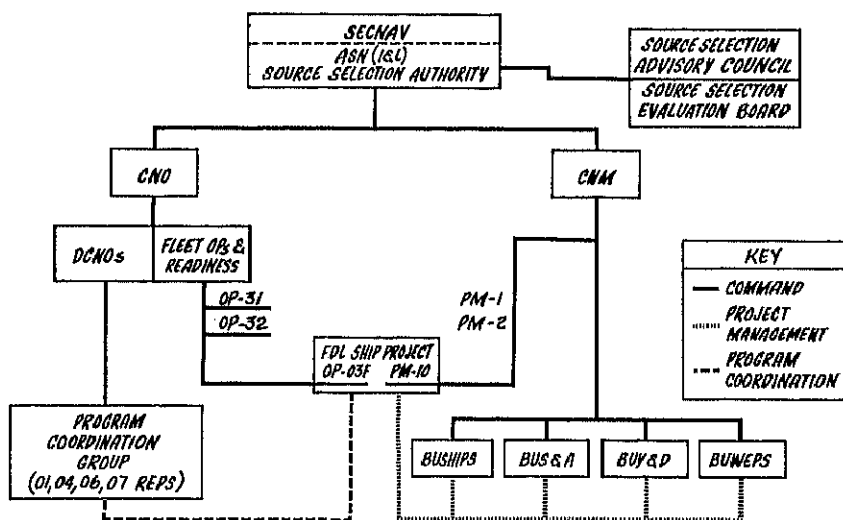 SECNAV
ASN (I&L)
SOURCE SELECTION AUTHORITY
SOURCE SELECTION
ADVISORY COUNCIL
SOURCE SELECTION
EVALUATION BOARD
CNO
CNM
DCNOs
FLEET OPs &
READINESS
OP-31
OP-32
PM-1
PM-2
KEY
COMMAND
PROJECT
MANAGEMENT
PROGRAM
COORDINATION
FDL SHIP PROJECT
OP-03F PM-10
PROGRAM
COORDINATION
GROUP
(01, 04, 06, 07 REPS)
BUSHIPS
BUS & A
BUY & D
BUWEPS